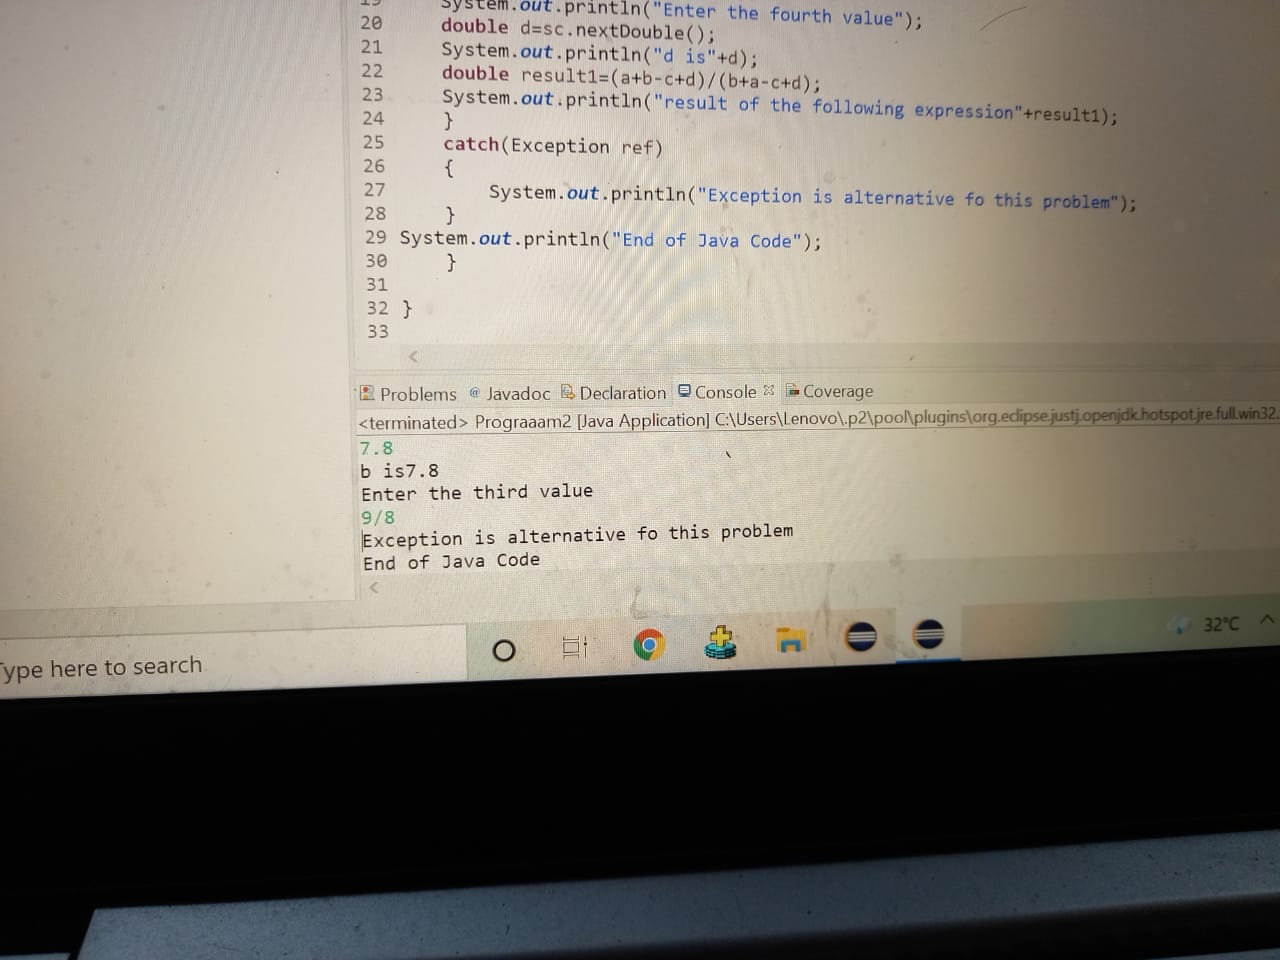 19 System.out.println("Enter the fourth value");
20 double d=sc.nextDouble();
21 System.out.println("d is"+d);
22 double result1=(a+b-c+d)/(b+a-c+d);
23 System.out.println("result of the following expression"+result1);
24 }
25 catch(Exception ref)
26 {
27 System.out.println("Exception is alternative fo this problem");
28 }
29 System.out.println("End of Java Code");
30 }
31
32 }
33
Problems @ Javadoc Declaration Console Coverage
<terminated> Prograaam2 [Java Application] C:\Users\Lenovo\.p2\pool\plugins\org.eclipse.justj.openjdk.hotspot.jre.full.win32.
7.8
b is7.8
Enter the third value
9/8
Exception is alternative fo this problem
End of Java Code
Type here to search
32°C